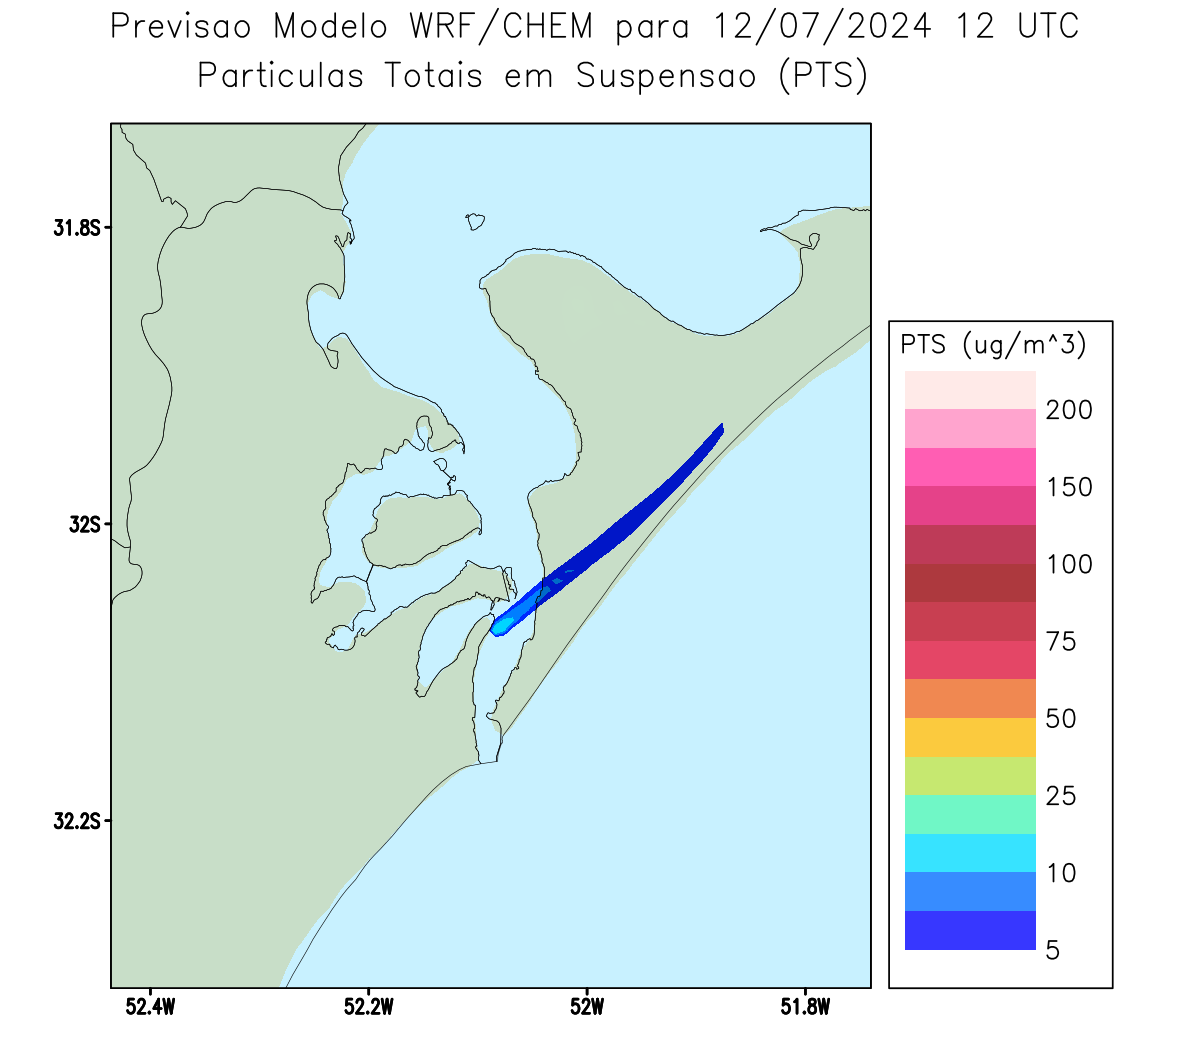 Previsao Modelo WRF/CHEM para 12/07/2024 12 UTC
Particulas Totais em Suspensao (PTS)
31.8S
32S
32.2S
52.4W
52.2W
52W
51.8W
PTS (ug/m^3)
200
150
100
75
50
25
10
5